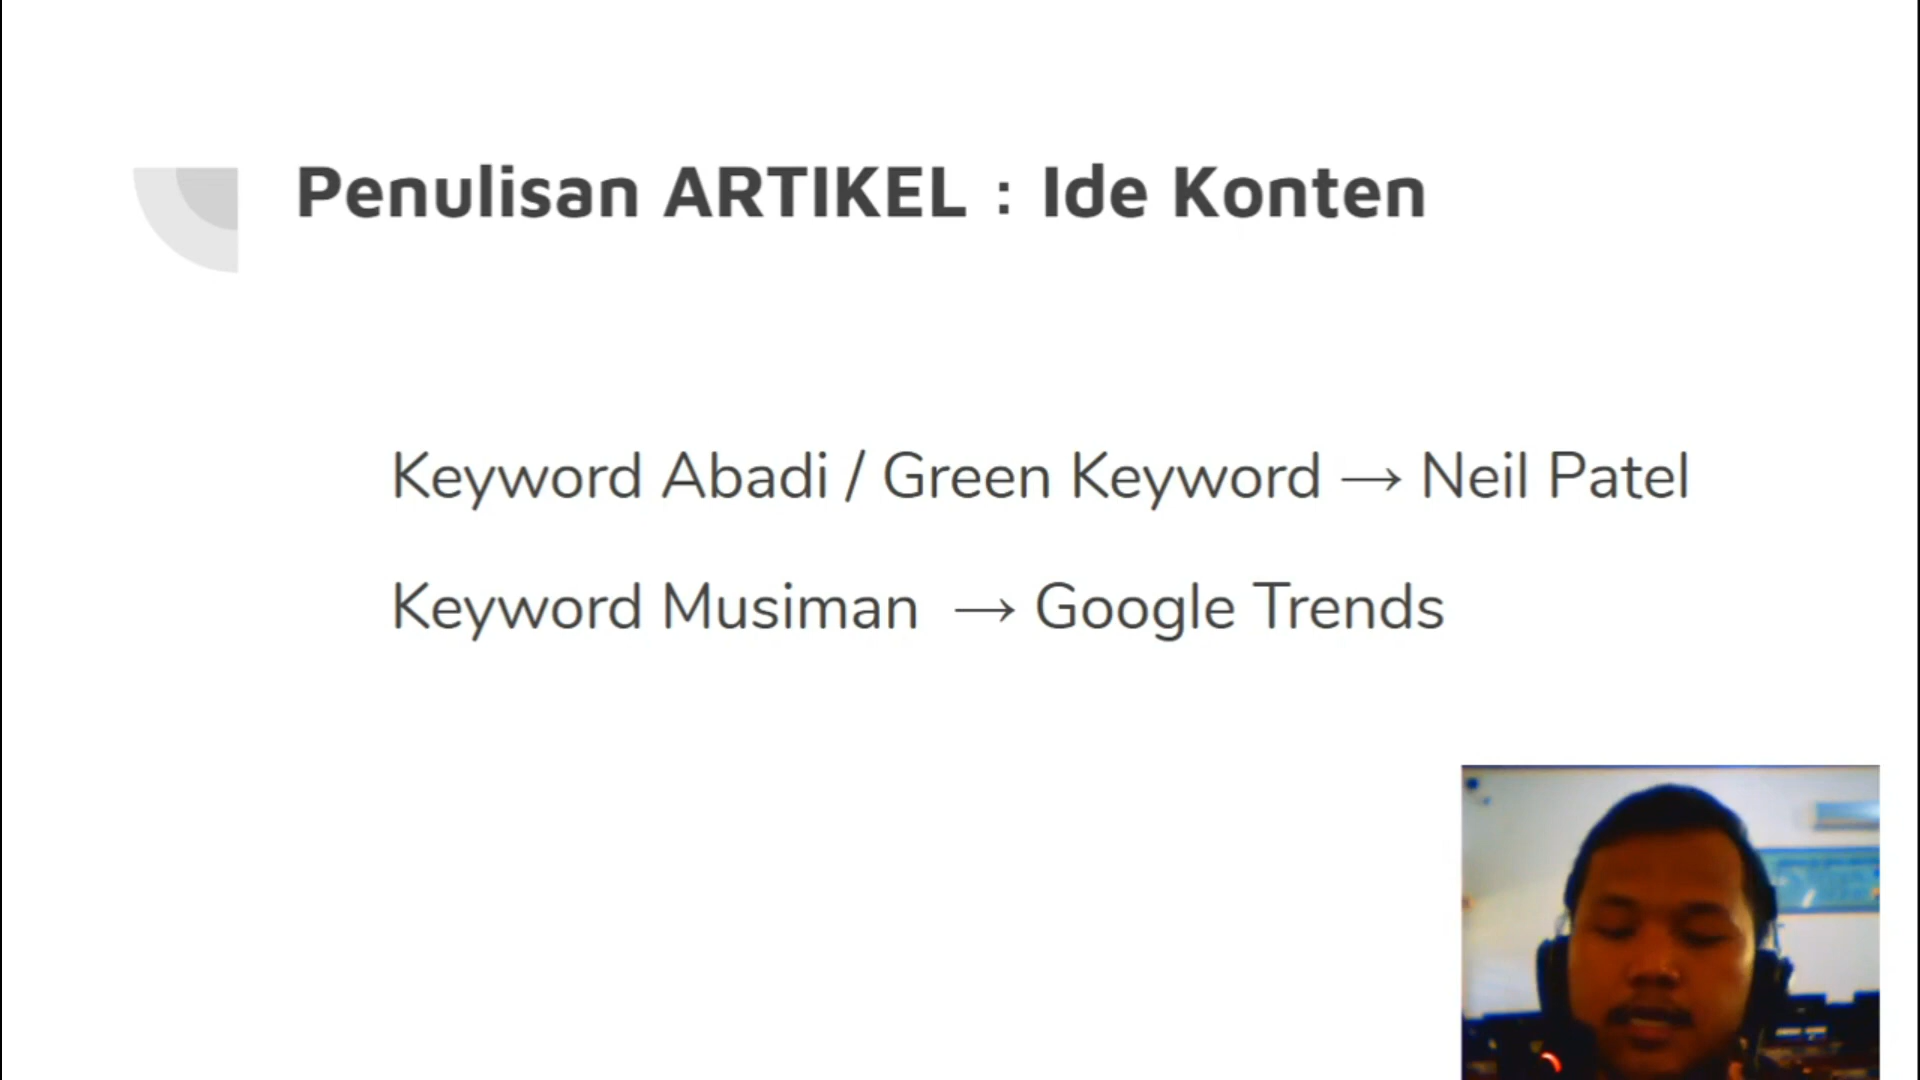 Penulisan ARTIKEL : Ide Konten
Keyword Abadi / Green Keyword → Neil Patel
Keyword Musiman → Google Trends